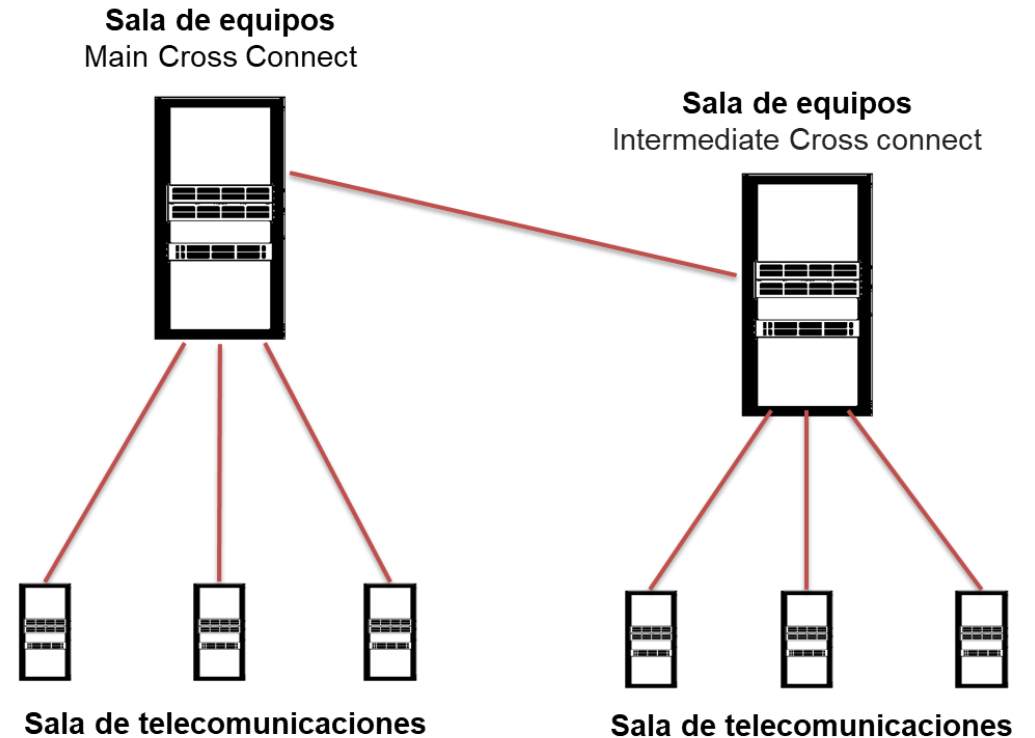 Sala de equipos
Main Cross Connect
Sala de equipos
Intermediate Cross connect
Sala de telecomunicaciones
Sala de telecomunicaciones